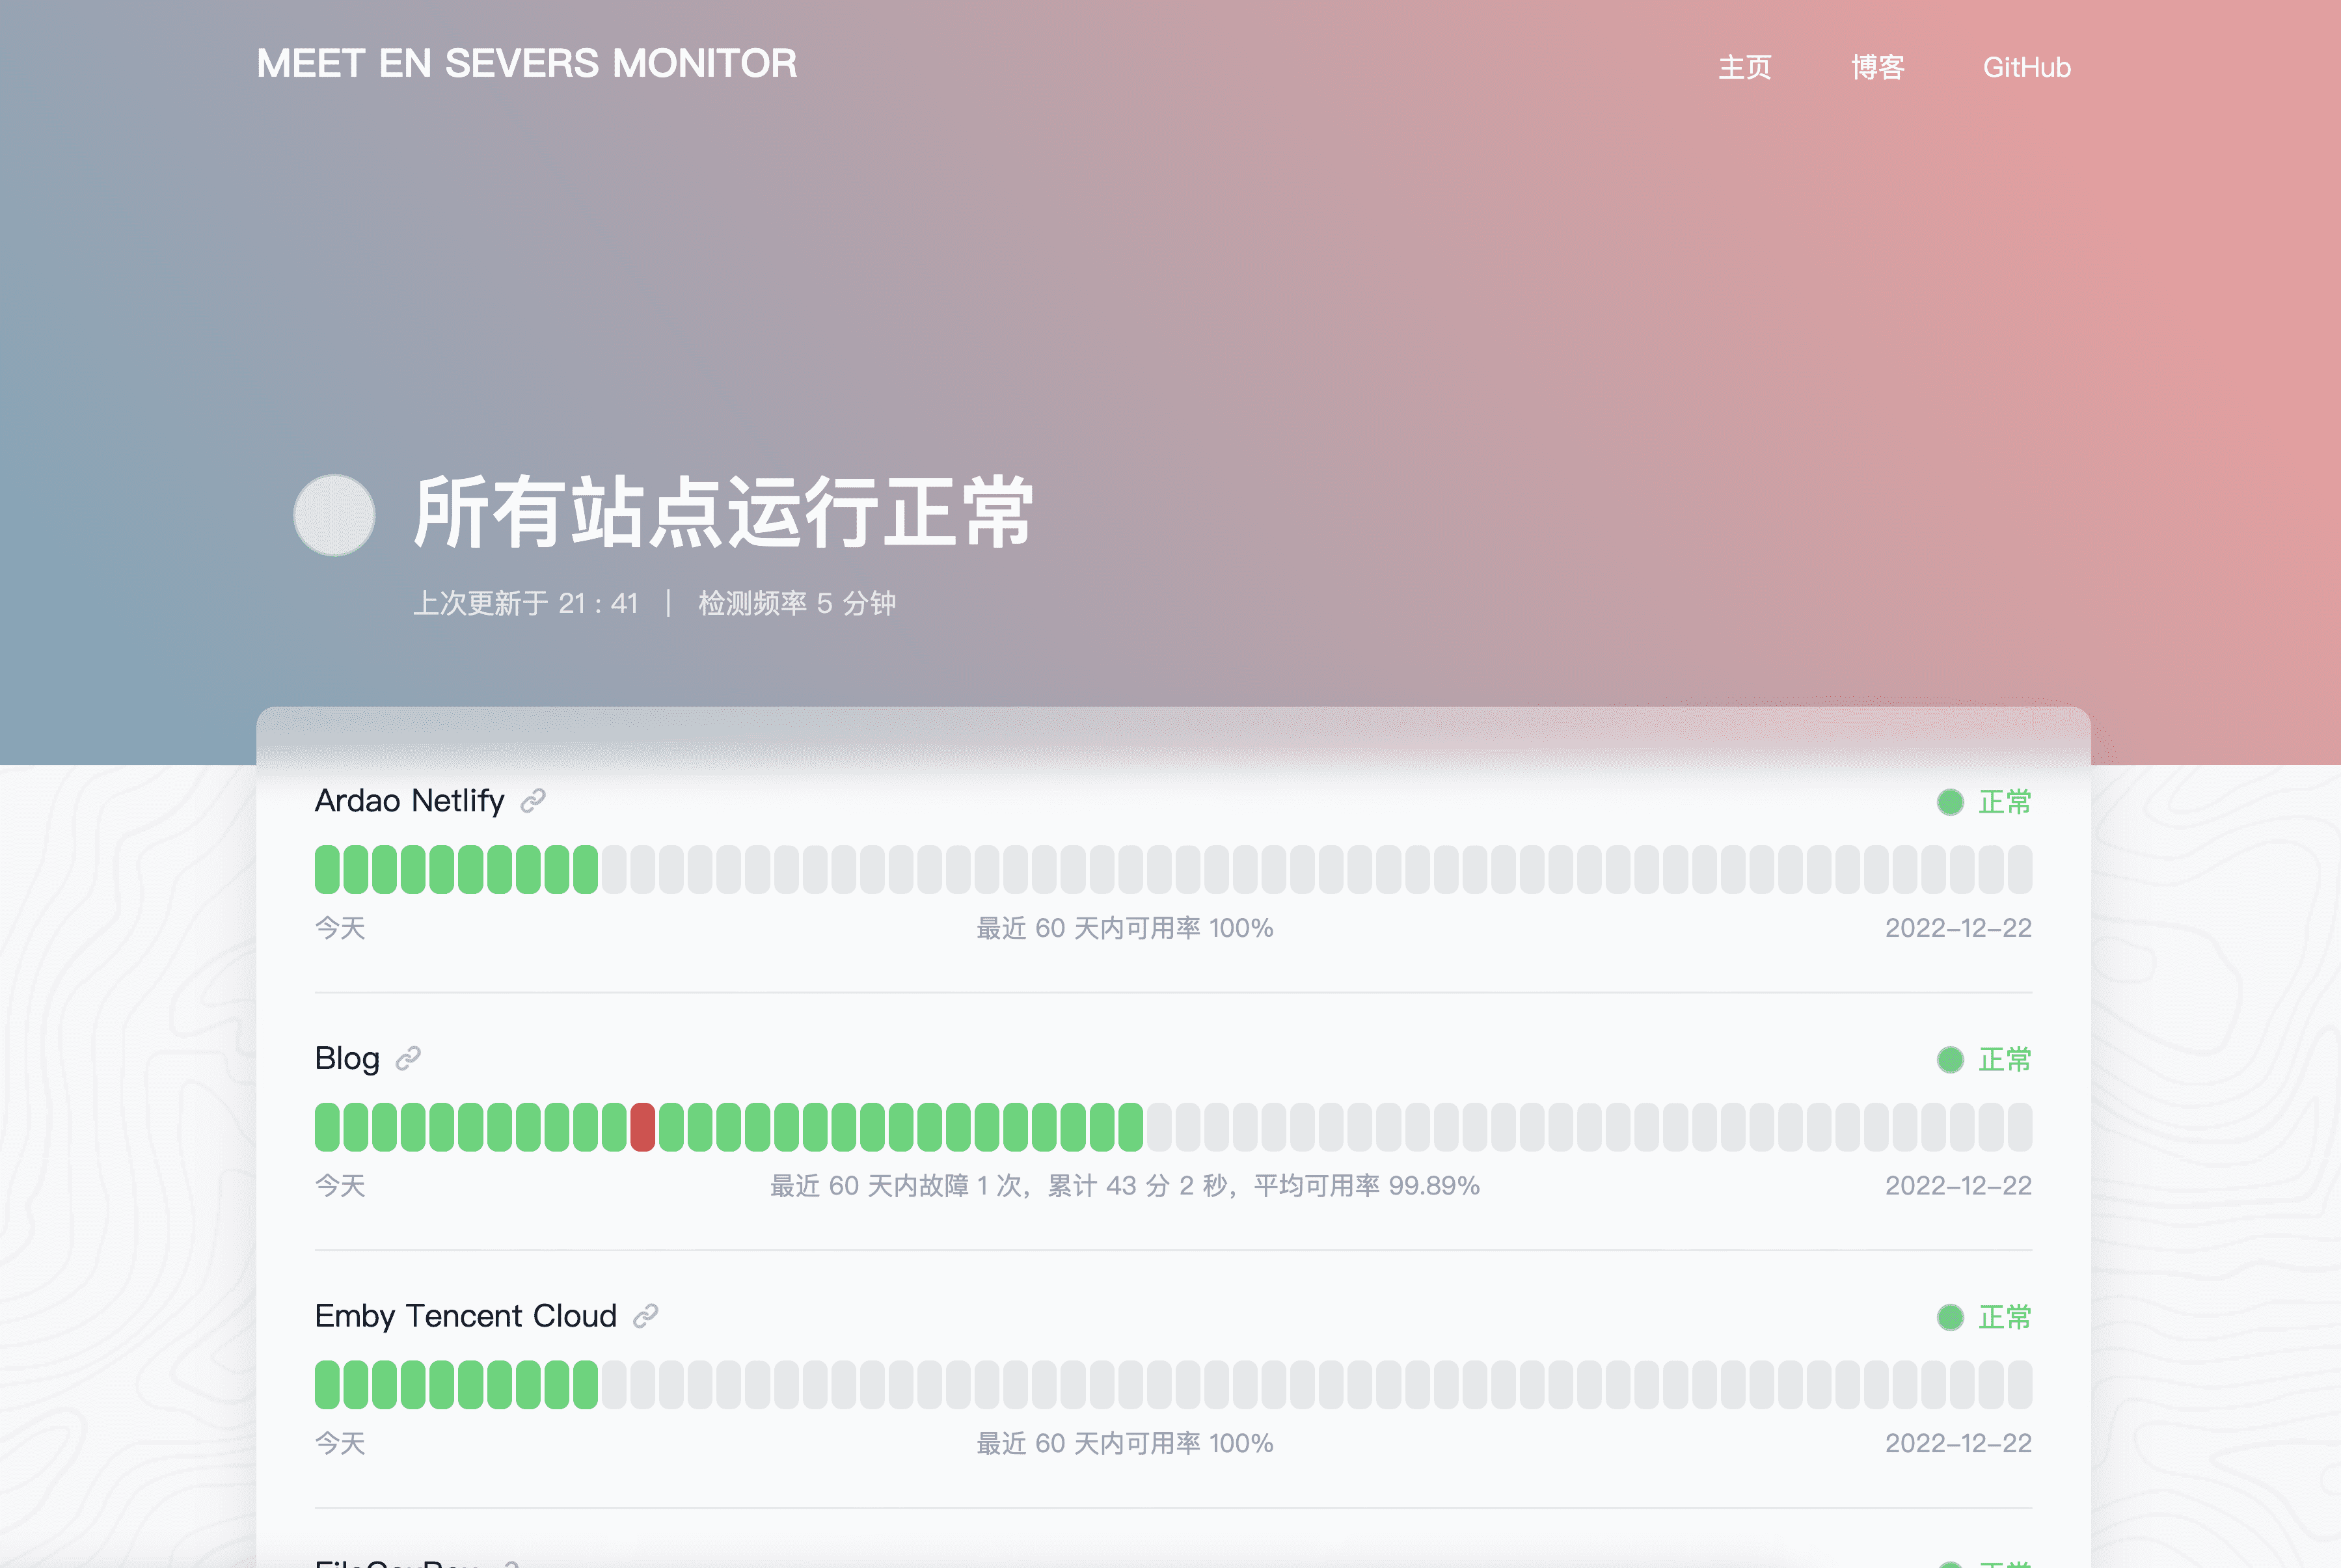 MEET EN SEVERS MONITOR
主页 博客 GitHub
所有站点运行正常
上次更新于 21 : 41 | 检测频率 5 分钟
Ardao Netlify 正常
今天 最近 60 天内可用率 100% 2022-12-22
Blog 正常
今天 最近 60 天内故障 1 次，累计 43 分 2 秒，平均可用率 99.89% 2022-12-22
Emby Tencent Cloud 正常
今天 最近 60 天内可用率 100% 2022-12-22
正常